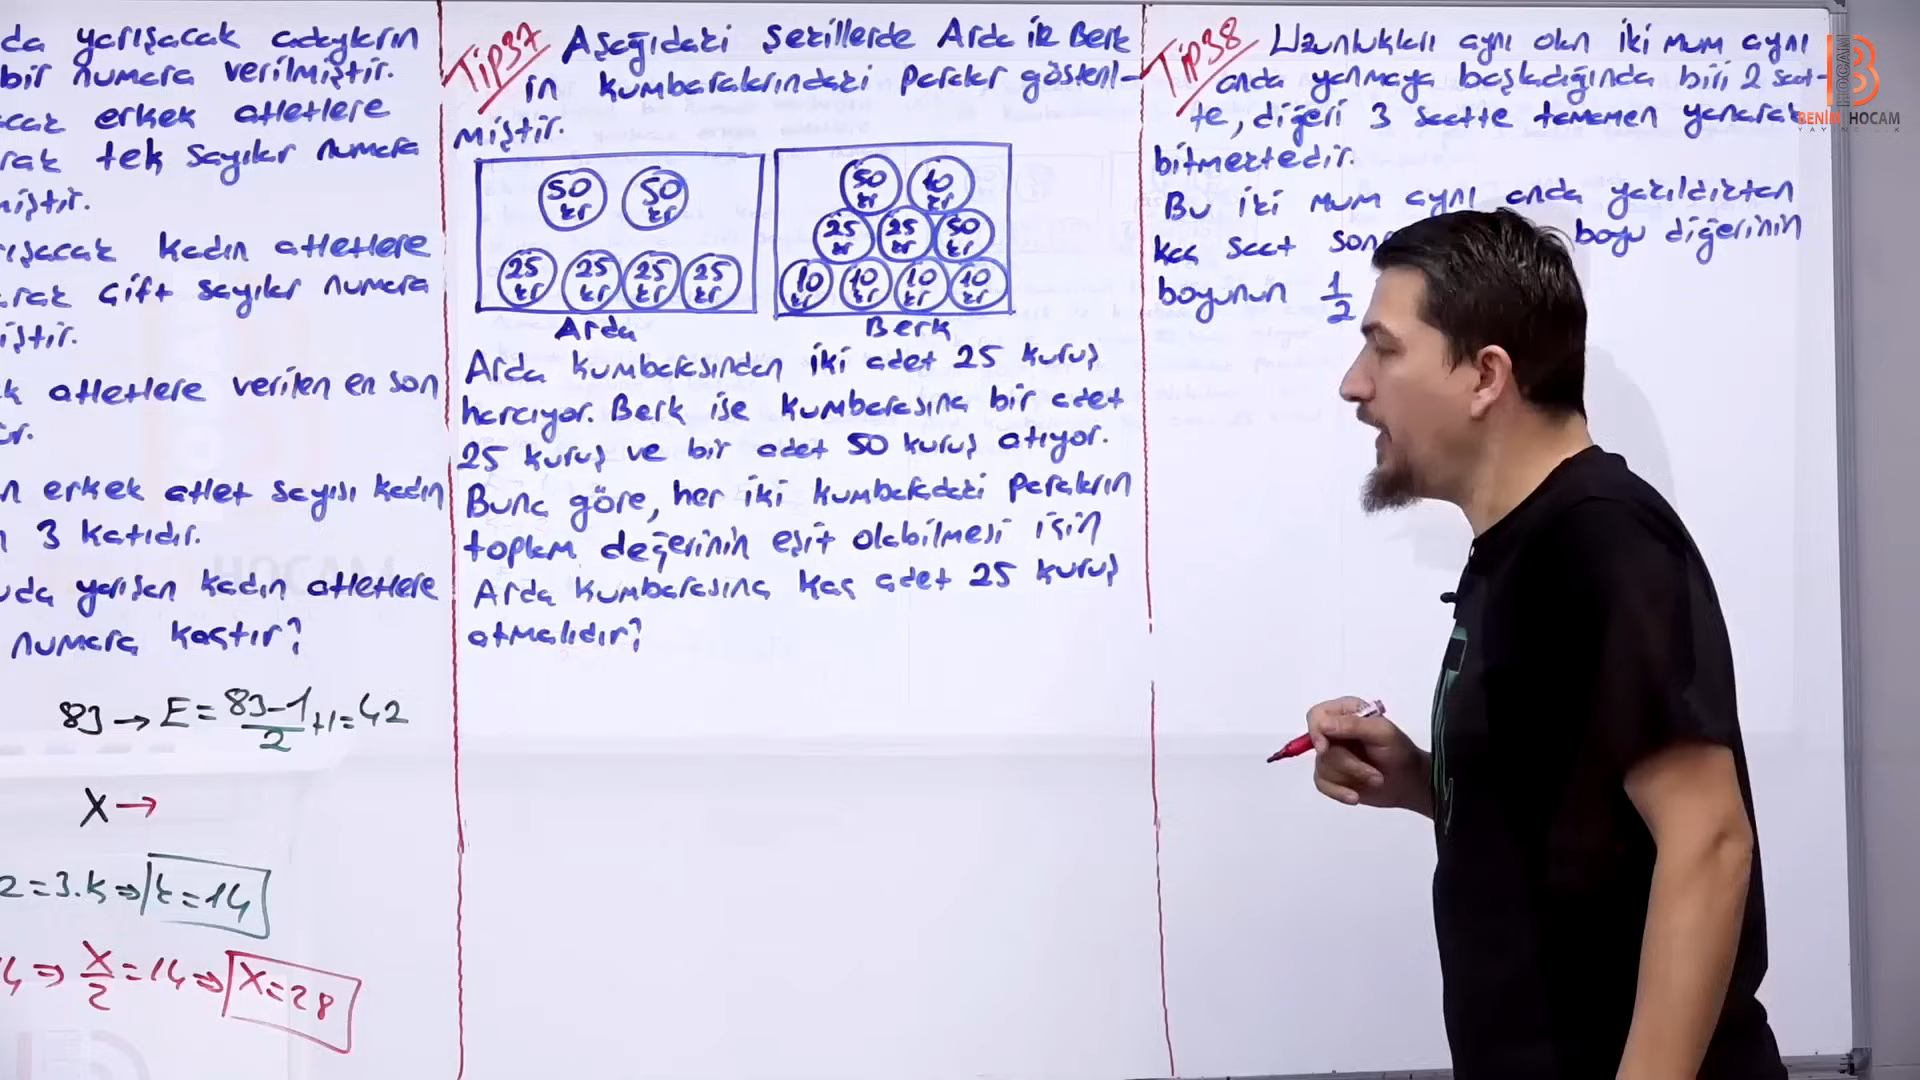 da yarışacak adayların
bir numara verilmiştir.
erkek atletlere
tek sayılar numara
kadın atletlere
çift sayılar numara
atletlere verilen en son
erkek atlet sayısı kadın
3 katıdır.
yarışan kadın atletlere
numara kaçtır?
83 → E = 83-1/2 +1 = 42
X →
2 = 3.k ⇒ k = 14
4 ⇒ X/2 = 14 ⇒ X = 28
Tip37 Aşağıdaki şekillerde Arda ile Berk
in kumbaralarındaki paralar gösteril-
miştir.
50 kr 50 kr
25 kr 25 kr 25 kr 25 kr
Arda
50 kr 10 kr
25 kr 25 kr 50 kr
10 kr 10 kr 10 kr 10 kr
Berk
Arda kumbarasından iki adet 25 kuruş
harcıyor. Berk ise kumbarasına bir adet
25 kuruş ve bir adet 50 kuruş atıyor.
Buna göre, her iki kumbaradaki paraların
toplam değerinin eşit olabilmesi için
Arda kumbarasına kaç adet 25 kuruş
atmalıdır?
Tip38 Uzunlukları aynı olan iki mum aynı
anda yanmaya başladığında biri 2 saat-
te, diğeri 3 saatte tamamen yanarak
bitmektedir.
Bu iki mum aynı anda yakıldıktan
kaç saat boyu diğerinin
boyunun 1/2
BENİM HOCAM
YAYINCILIK